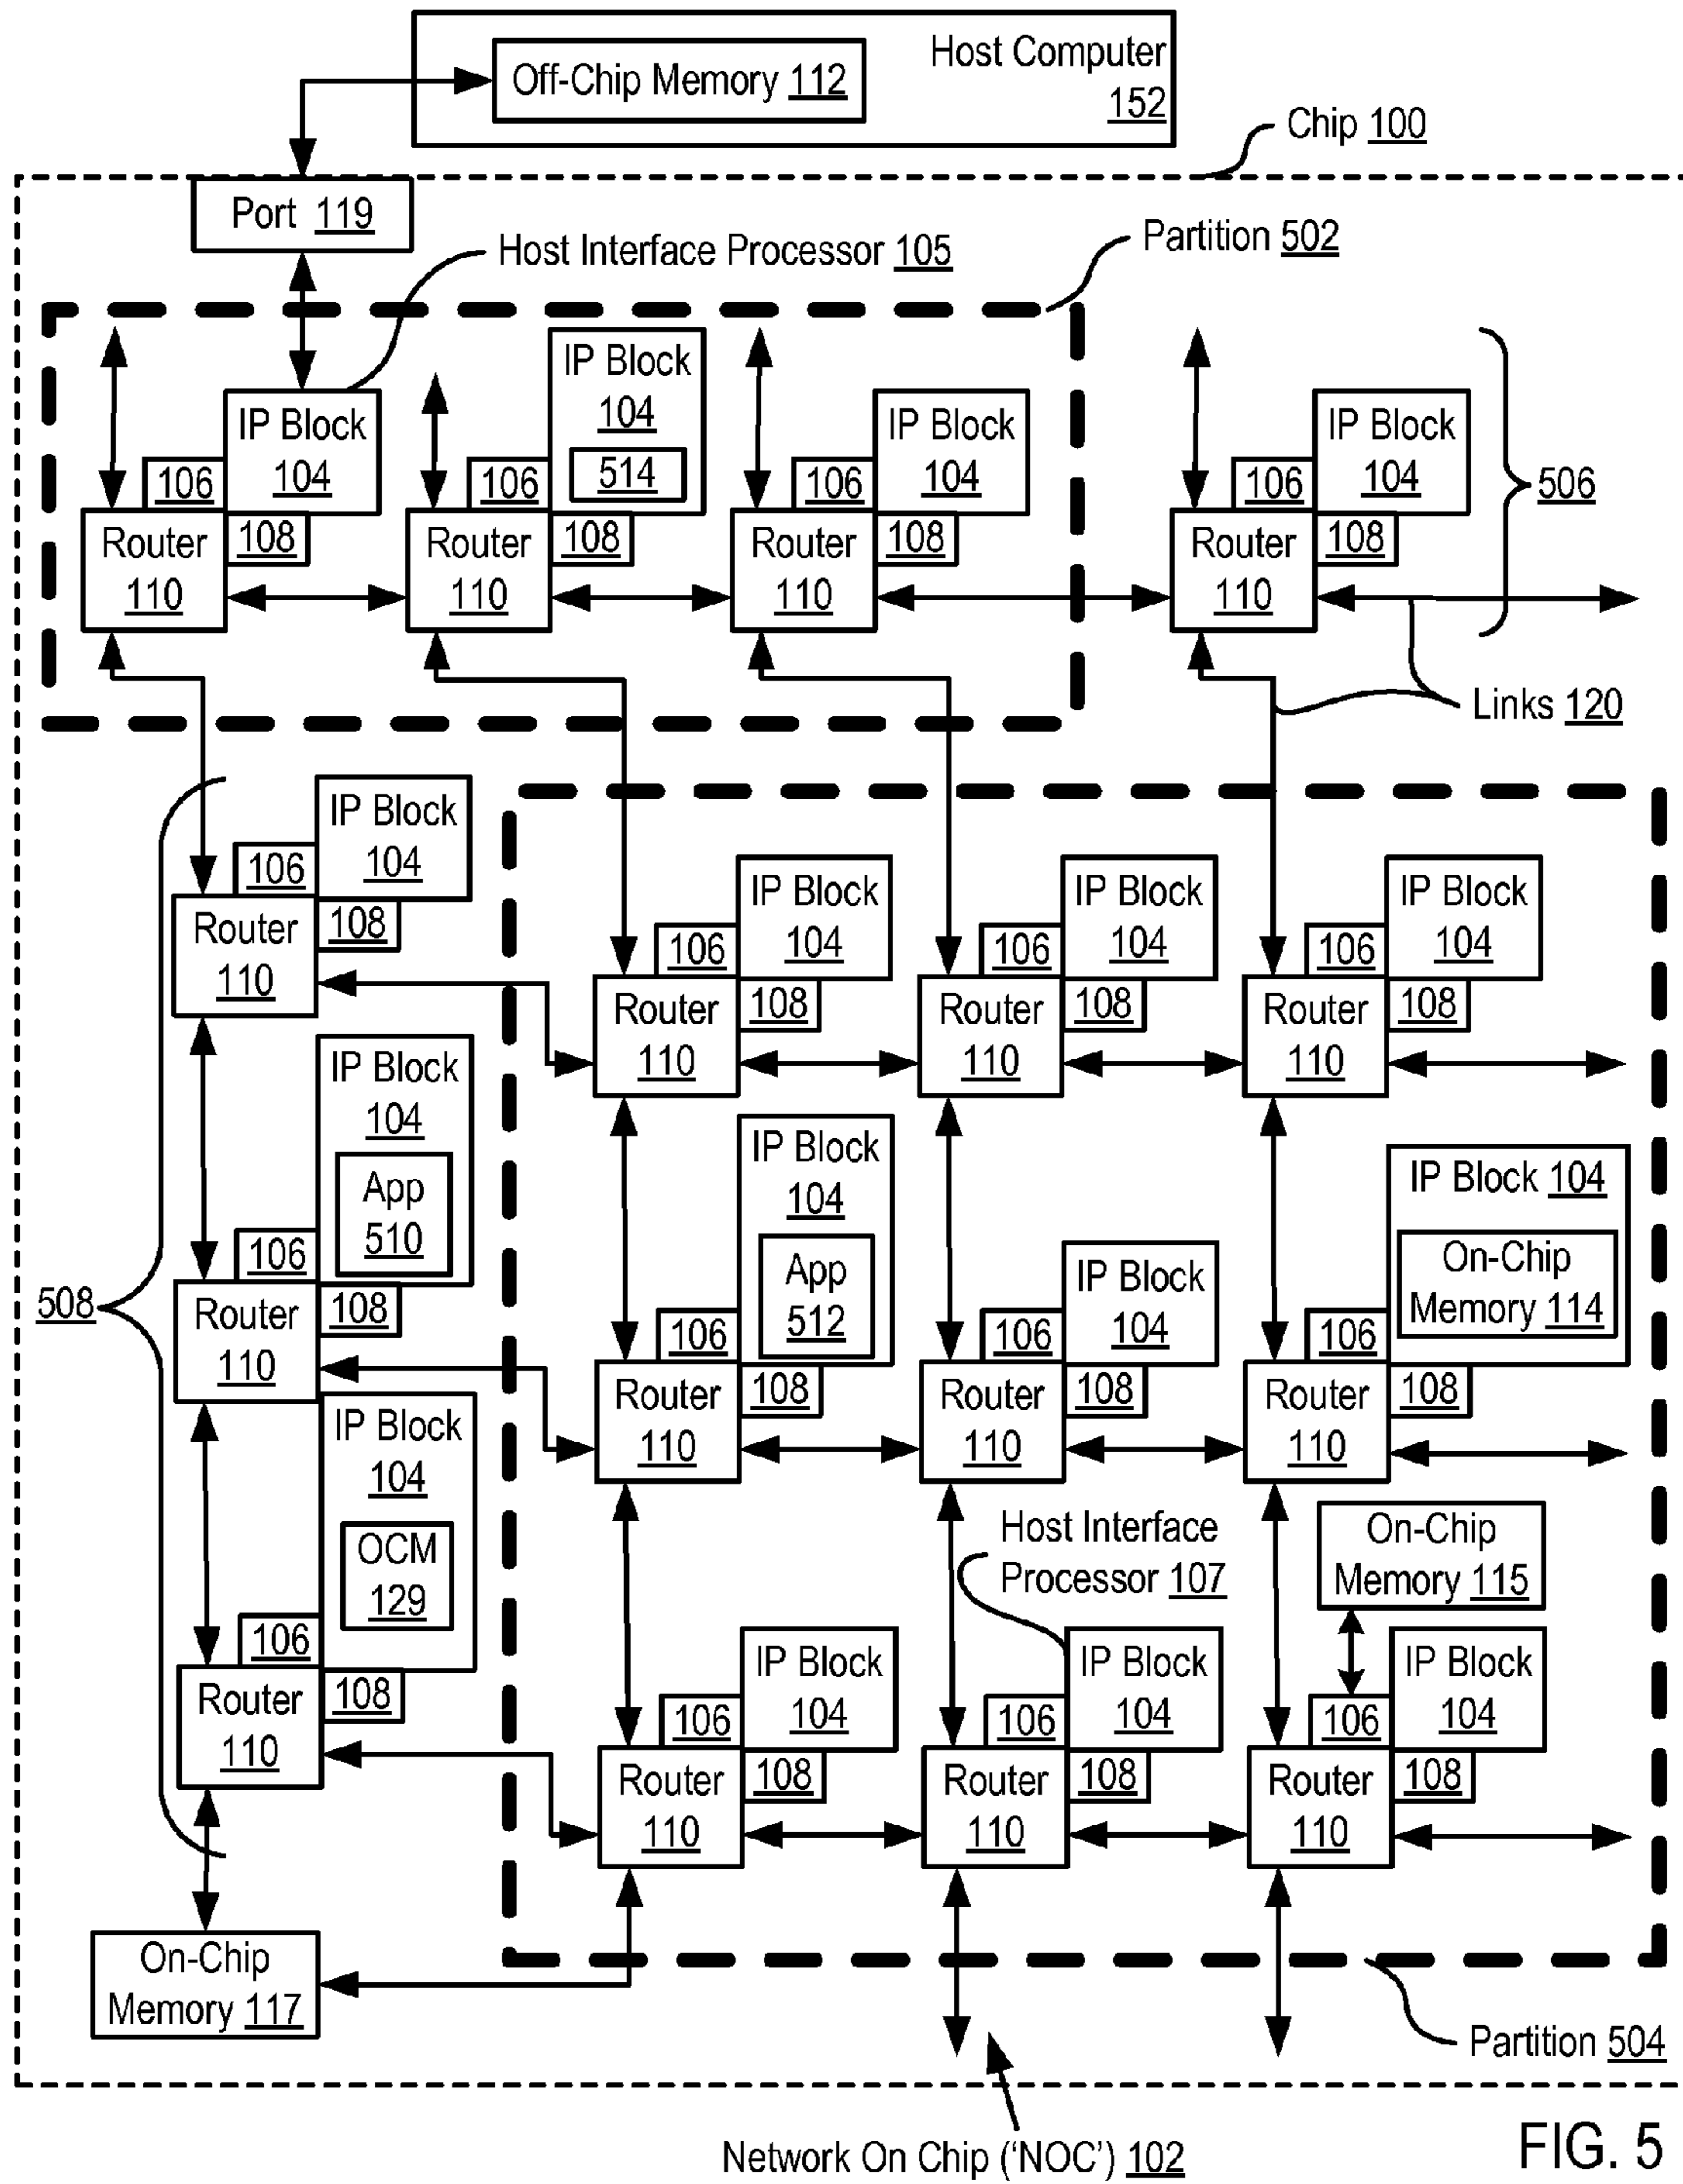 Host Computer
152
Off-Chip Memory 112
Chip 100
Port 119
Host Interface Processor 105
Partition 502
IP Block
104
106
108
Router
110
IP Block
104
514
106
108
Router
110
IP Block
104
106
108
Router
110
IP Block
104
106
108
Router
110
506
Links 120
508
IP Block
104
106
108
Router
110
IP Block
104
106
108
Router
110
IP Block
104
106
108
Router
110
IP Block
104
106
108
Router
110
IP Block
104
App
510
106
108
Router
110
IP Block
104
App
512
106
108
Router
110
IP Block
104
106
108
Router
110
IP Block 104
On-Chip
Memory 114
106
108
Router
110
IP Block
104
OCM
129
106
108
Router
110
IP Block
104
106
108
Router
110
Host Interface
Processor 107
IP Block
104
106
108
Router
110
On-Chip
Memory 115
IP Block
104
106
108
Router
110
On-Chip
Memory 117
Partition 504
Network On Chip (‘NOC’) 102
FIG. 5